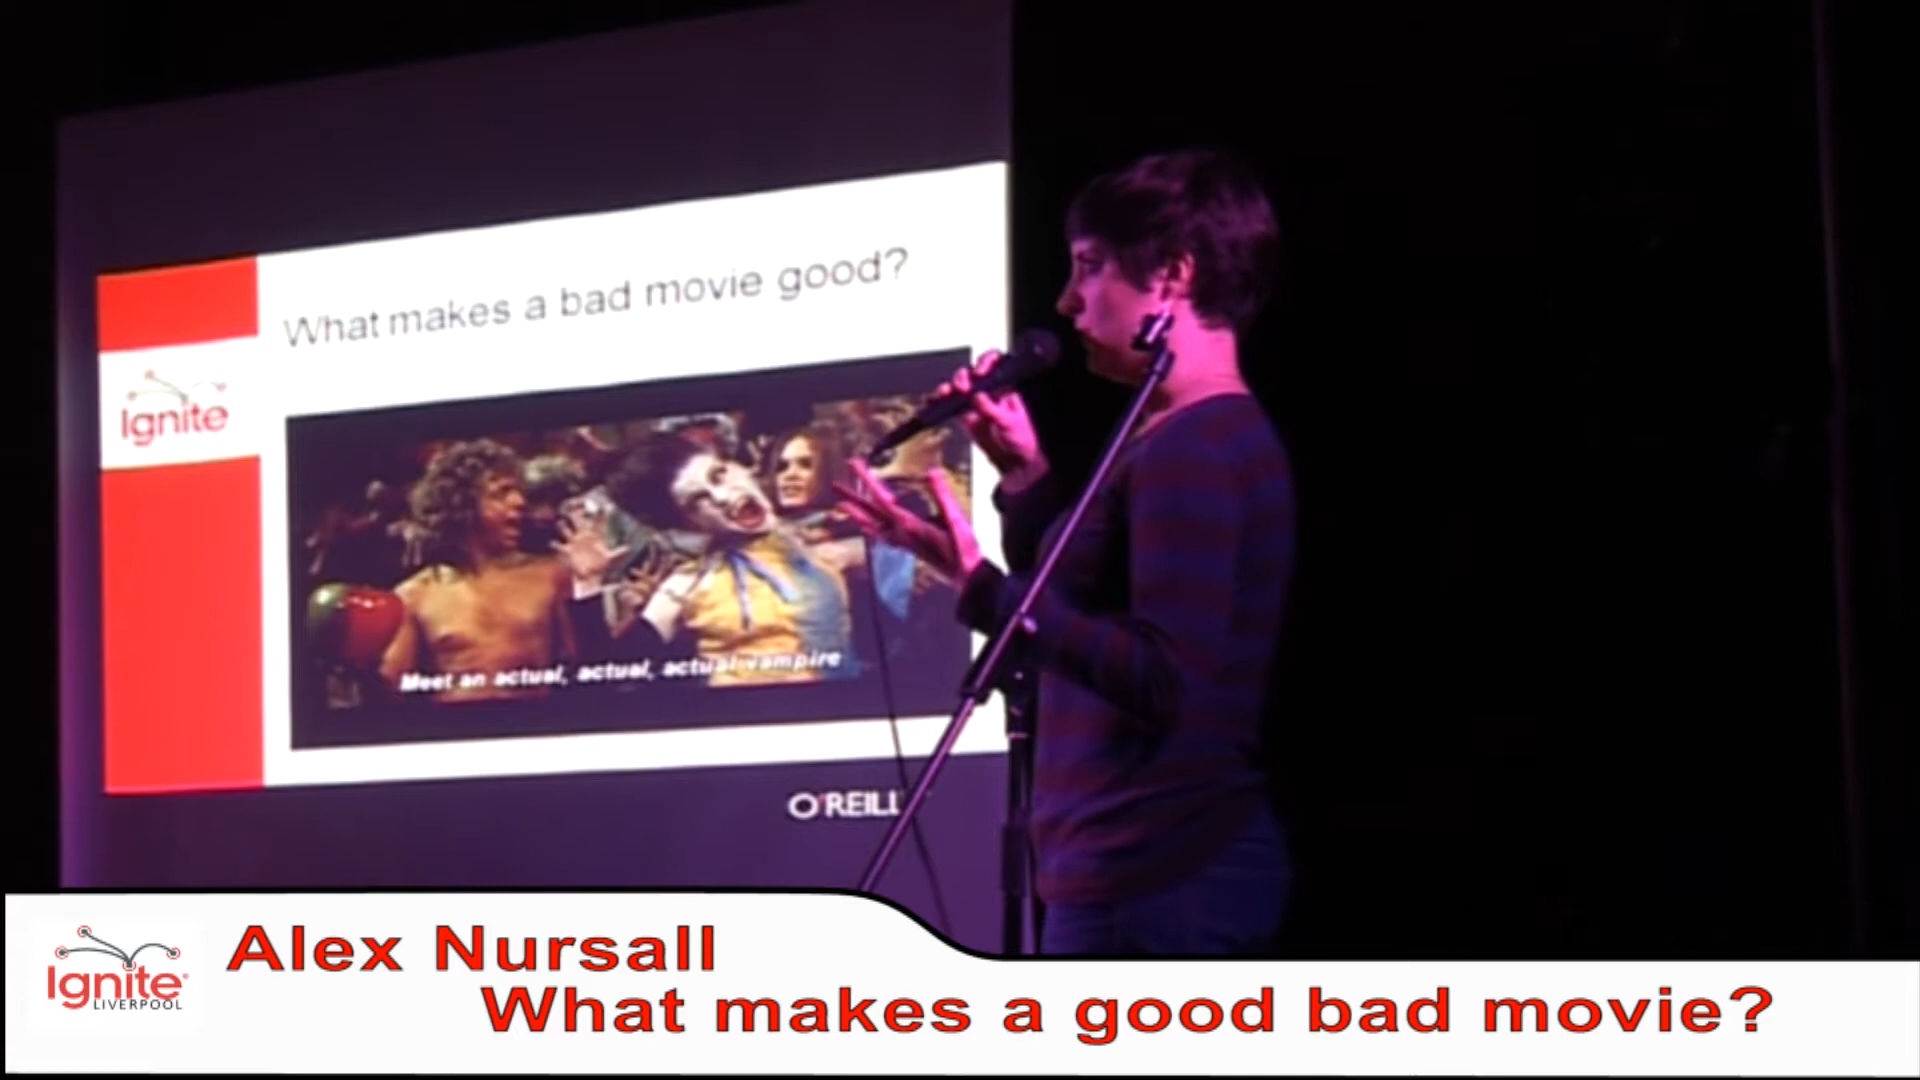 What makes a bad movie good?
Ignite
Meet an actual, actual, actual vampire
O'REILL
Alex Nursall
Ignite
LIVERPOOL
What makes a good bad movie?